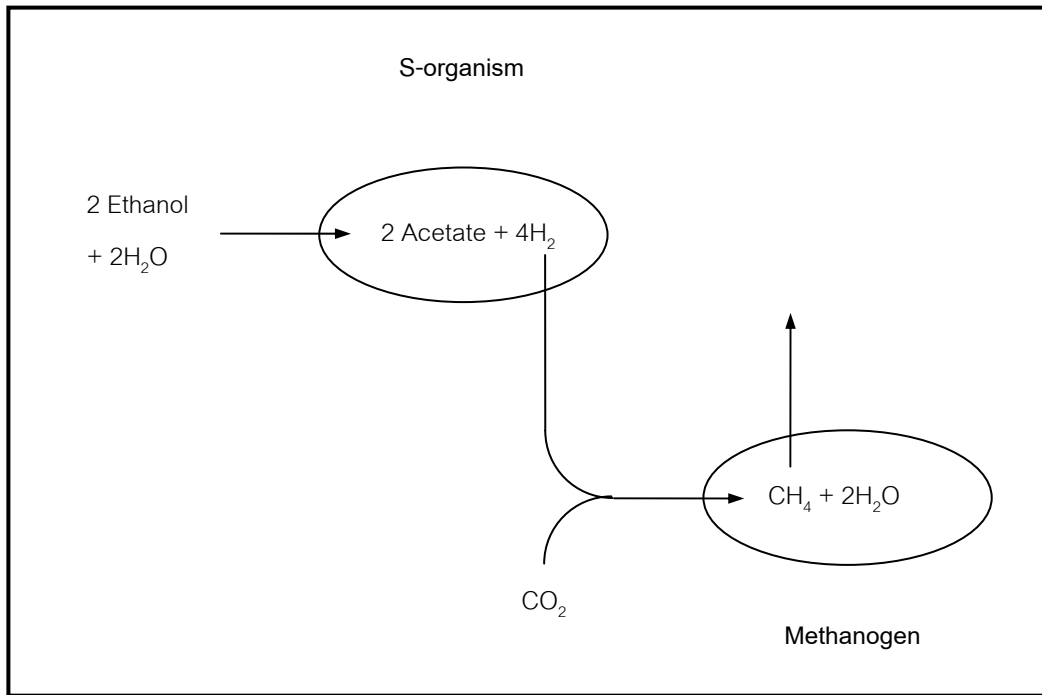 S-organism
2 Ethanol
+ 2H₂O
2 Acetate + 4H₂
CH₄ + 2H₂O
CO₂
Methanogen